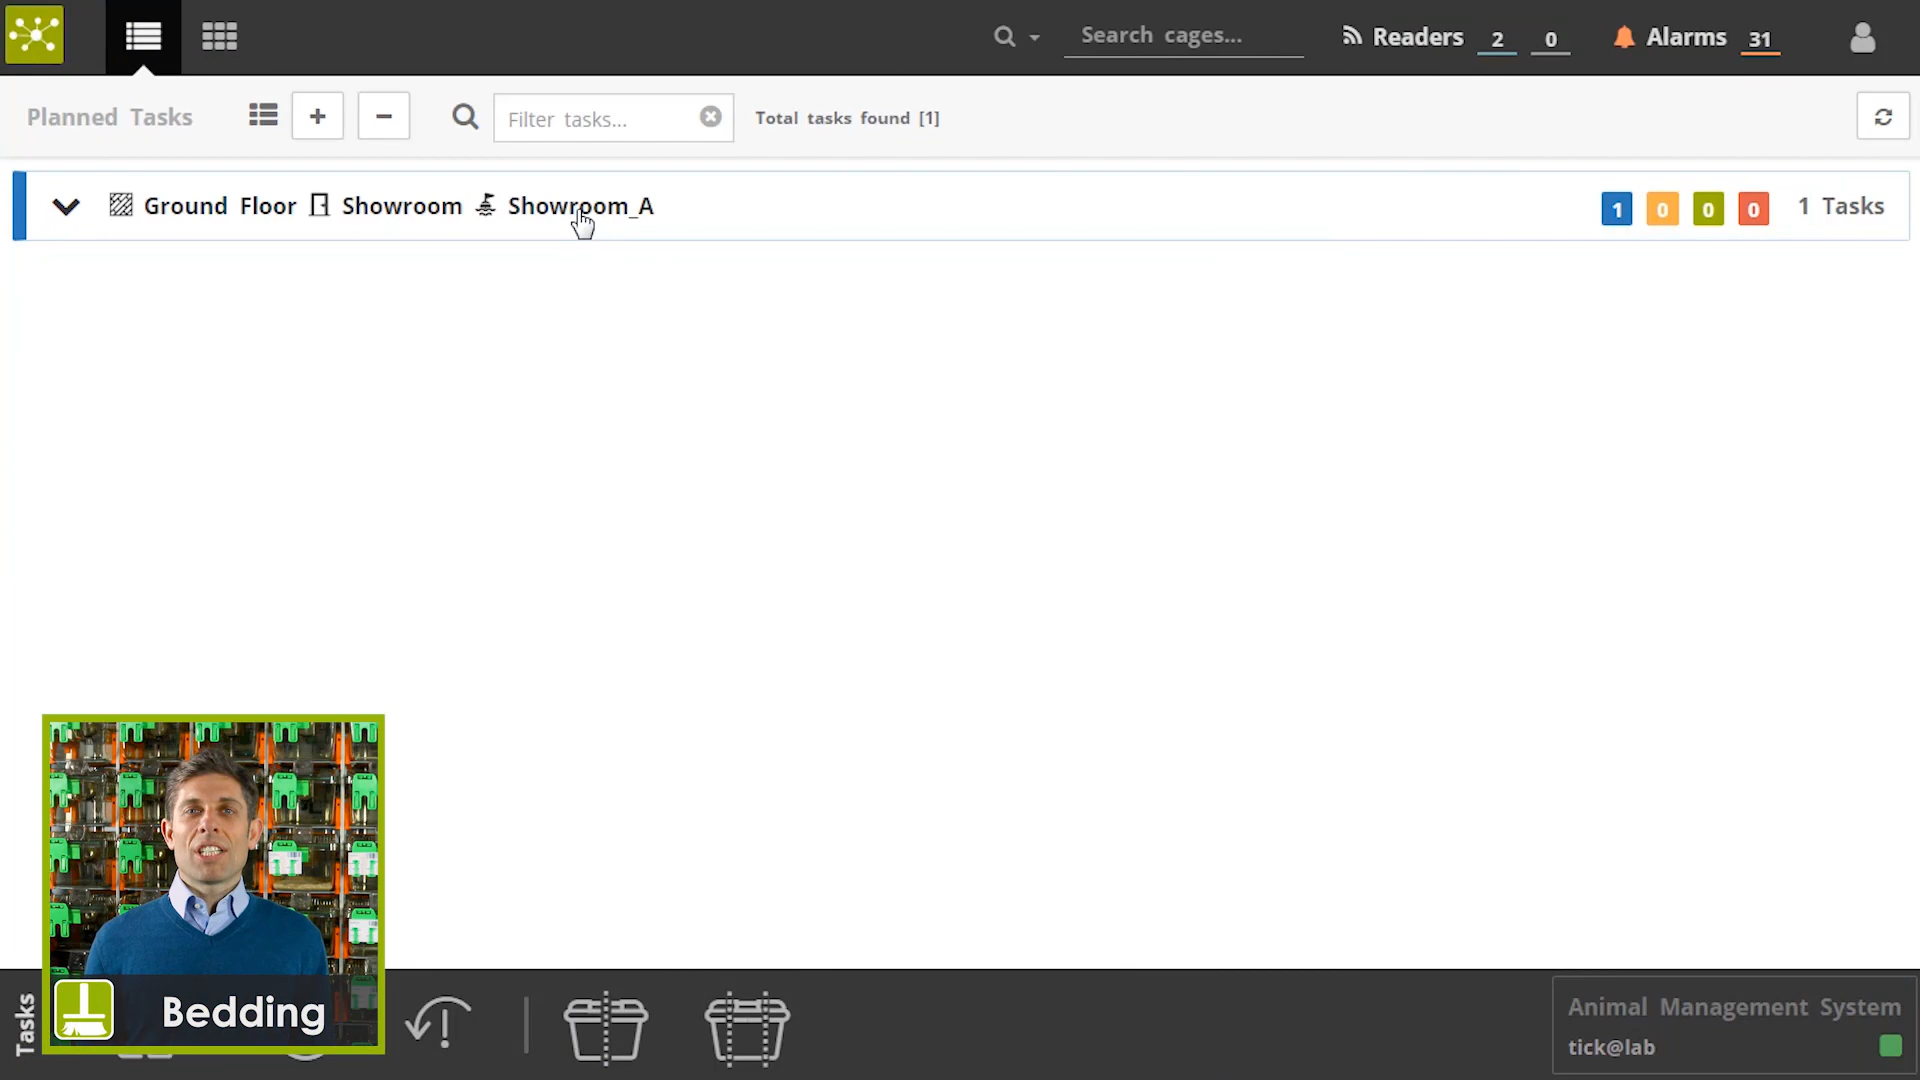 Search cages...
Readers 2 0
Alarms 31
Planned Tasks
+
−
Filter tasks...
Total tasks found [1]
Ground Floor Showroom Showroom_A
1 0 0 0 1 Tasks
Tasks
Bedding
Animal Management System
tick@lab